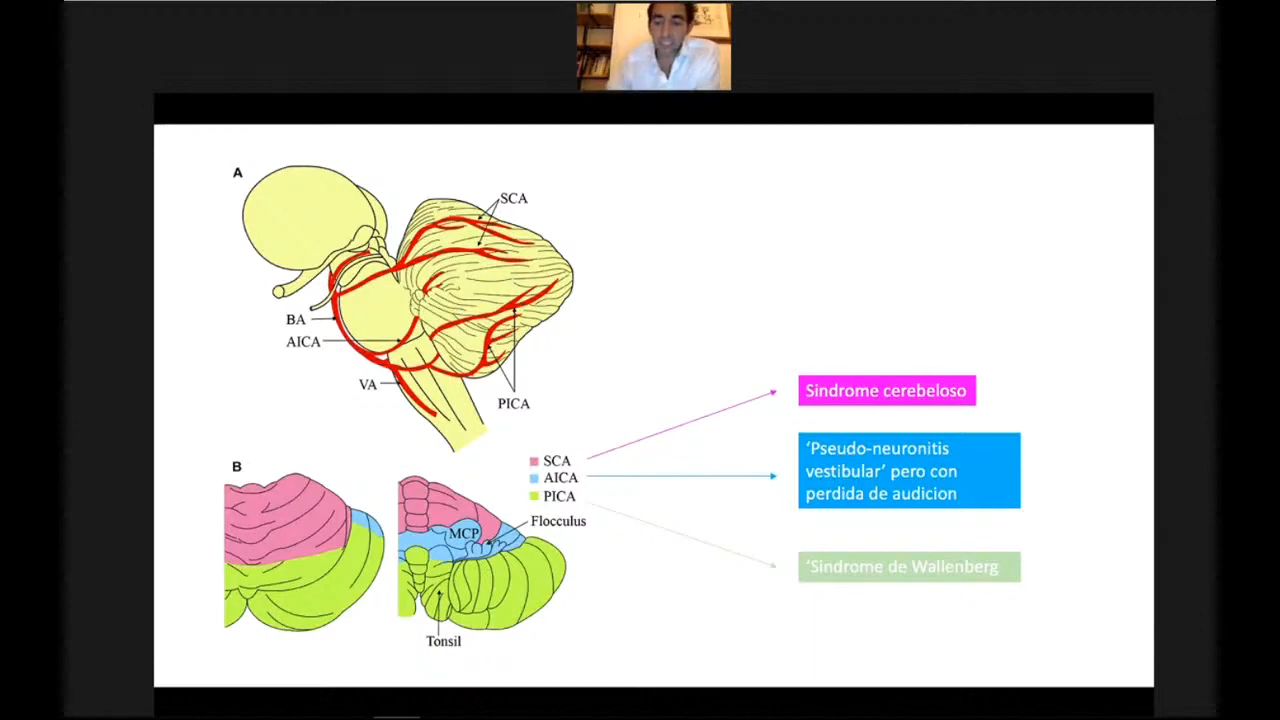 A
SCA
BA
AICA
VA
PICA
B
SCA
AICA
PICA
Flocculus
MCP
Tonsil
Sindrome cerebeloso
‘Pseudo-neuronitis
vestibular’ pero con
perdida de audicion
‘Sindrome de Wallenberg